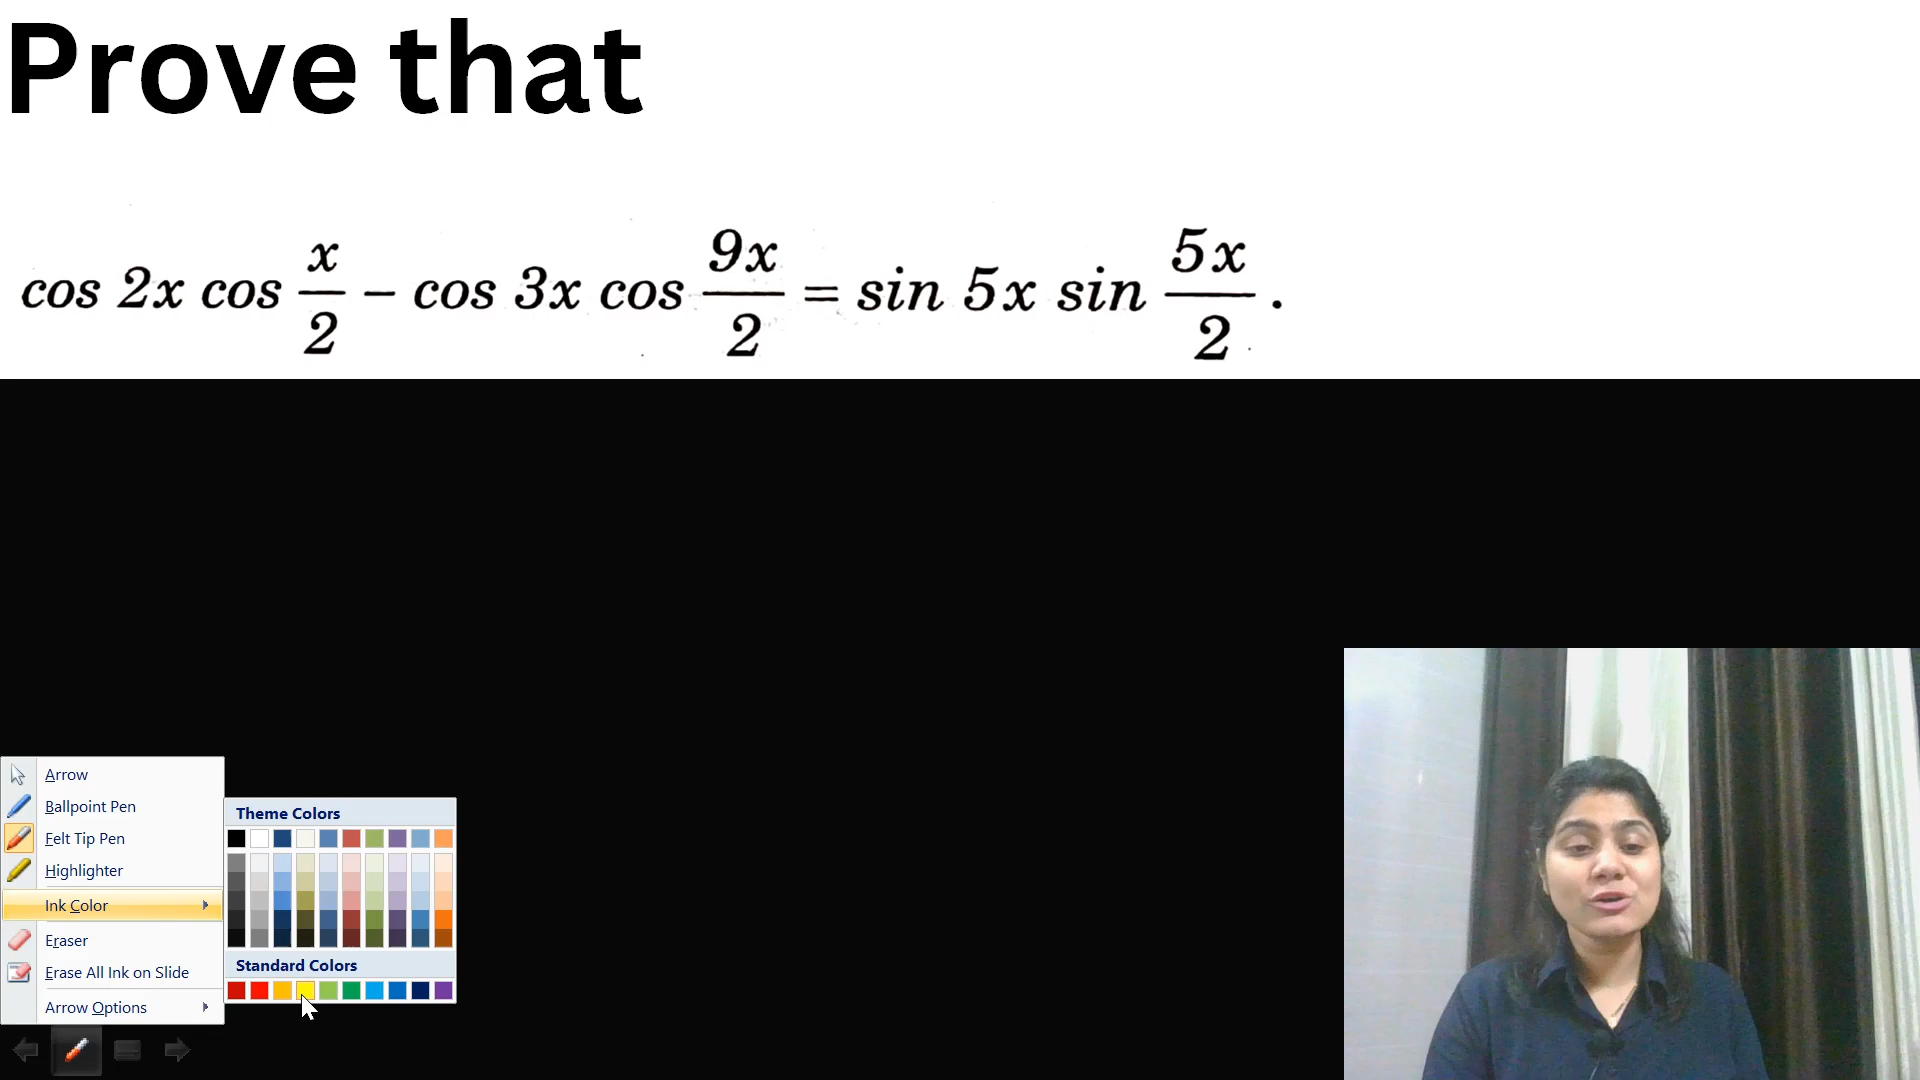 Prove that
cos 2x cos x/2 – cos 3x cos 9x/2 = sin 5x sin 5x/2 .
Arrow
Ballpoint Pen
Felt Tip Pen
Highlighter
Ink Color
Eraser
Erase All Ink on Slide
Arrow Options
Theme Colors
Standard Colors